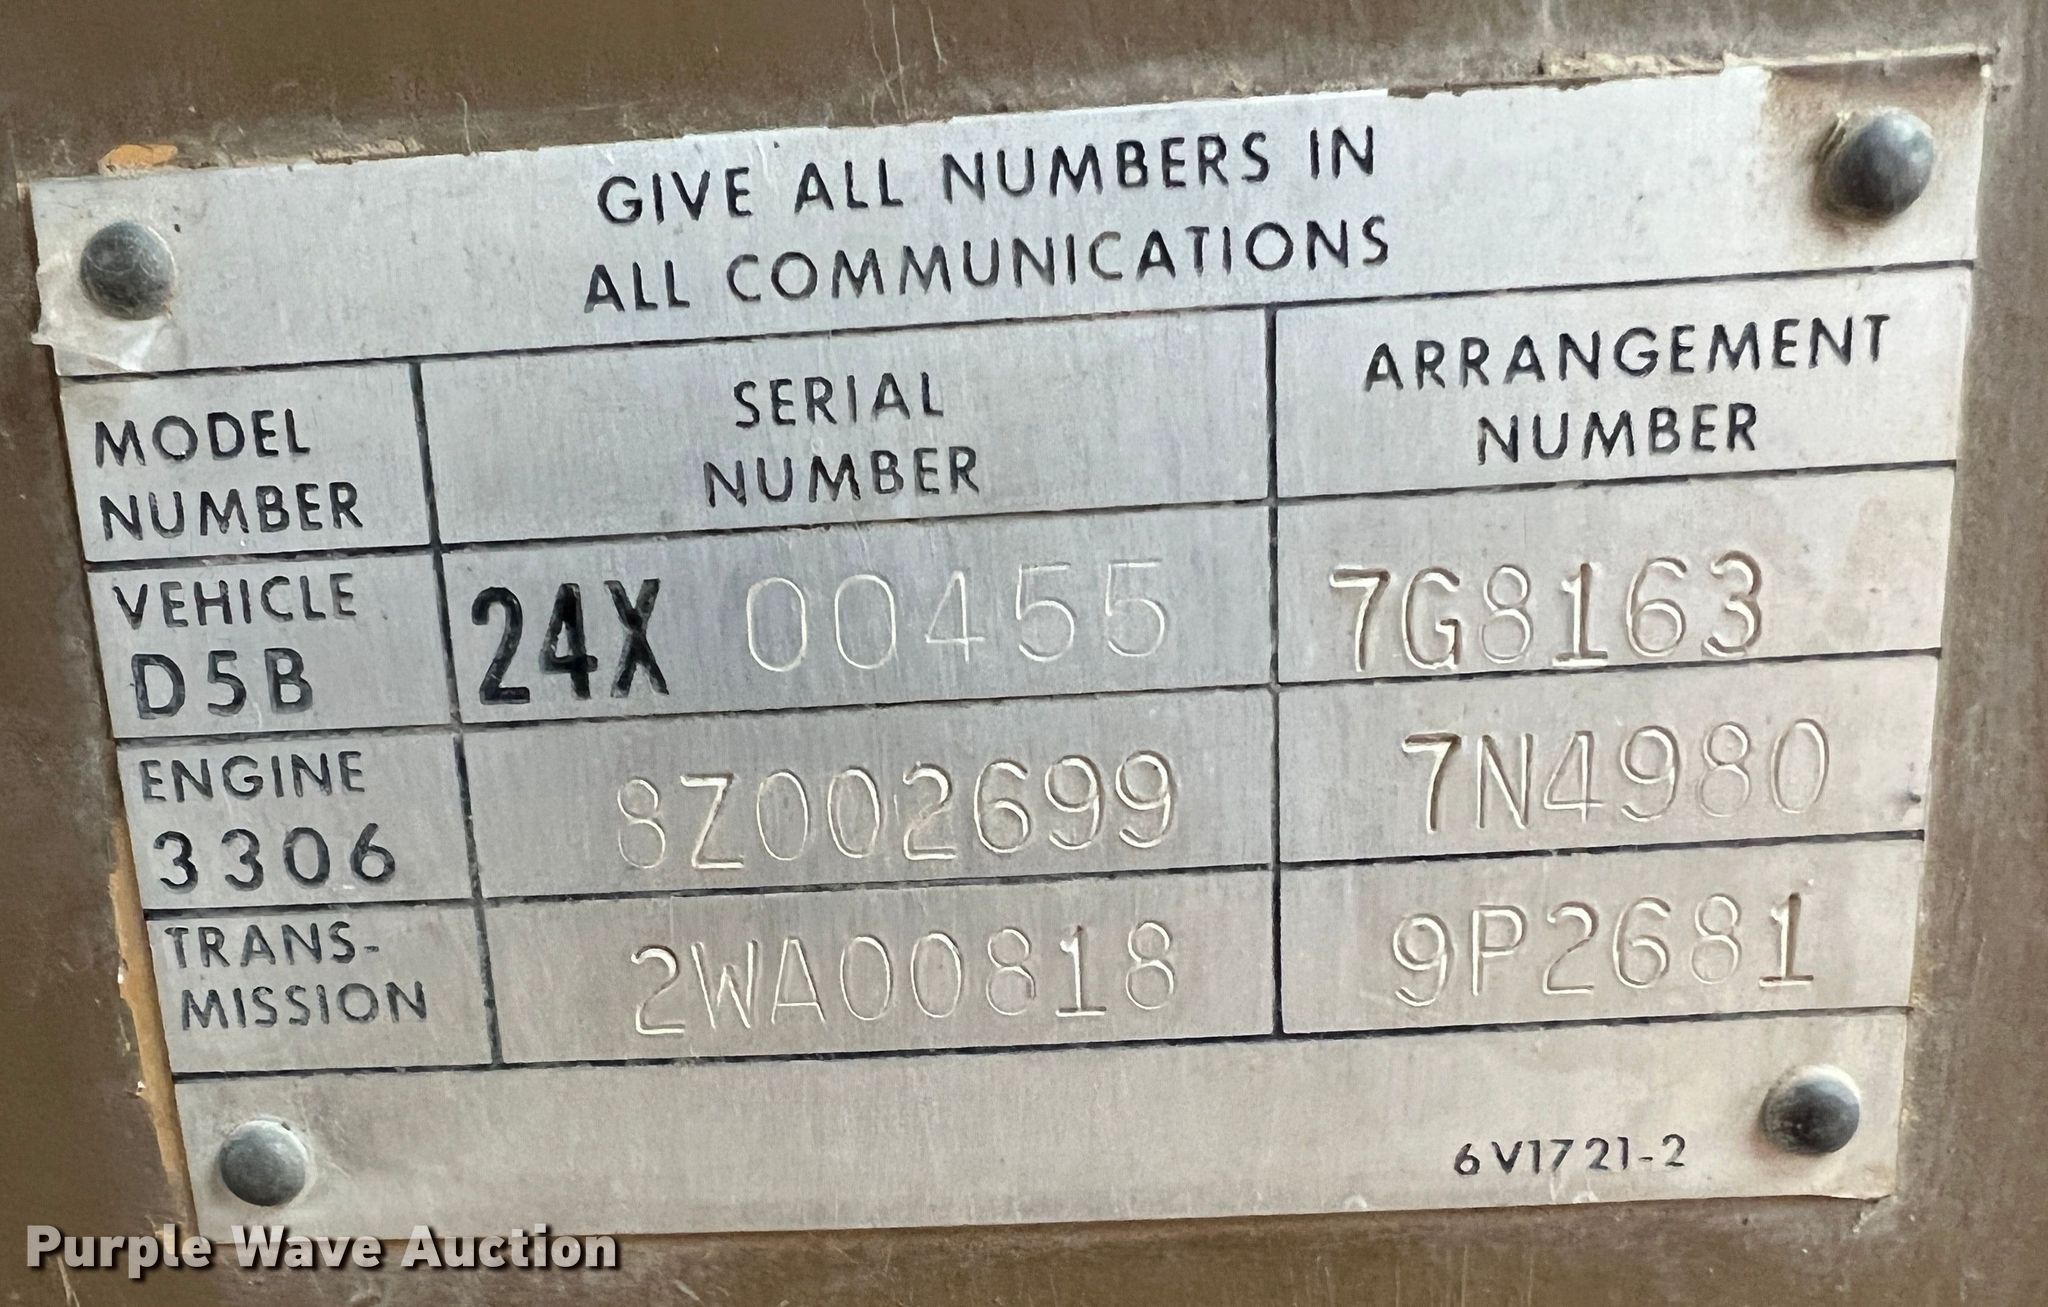 GIVE ALL NUMBERS IN
ALL COMMUNICATIONS
MODEL
NUMBER
SERIAL
NUMBER
ARRANGEMENT
NUMBER
VEHICLE
D5B
24X 00455
7G8163
ENGINE
3306
8Z002699
7N4980
TRANS-
MISSION
2WA00818
9P2681
6V1721-2
Purple Wave Auction